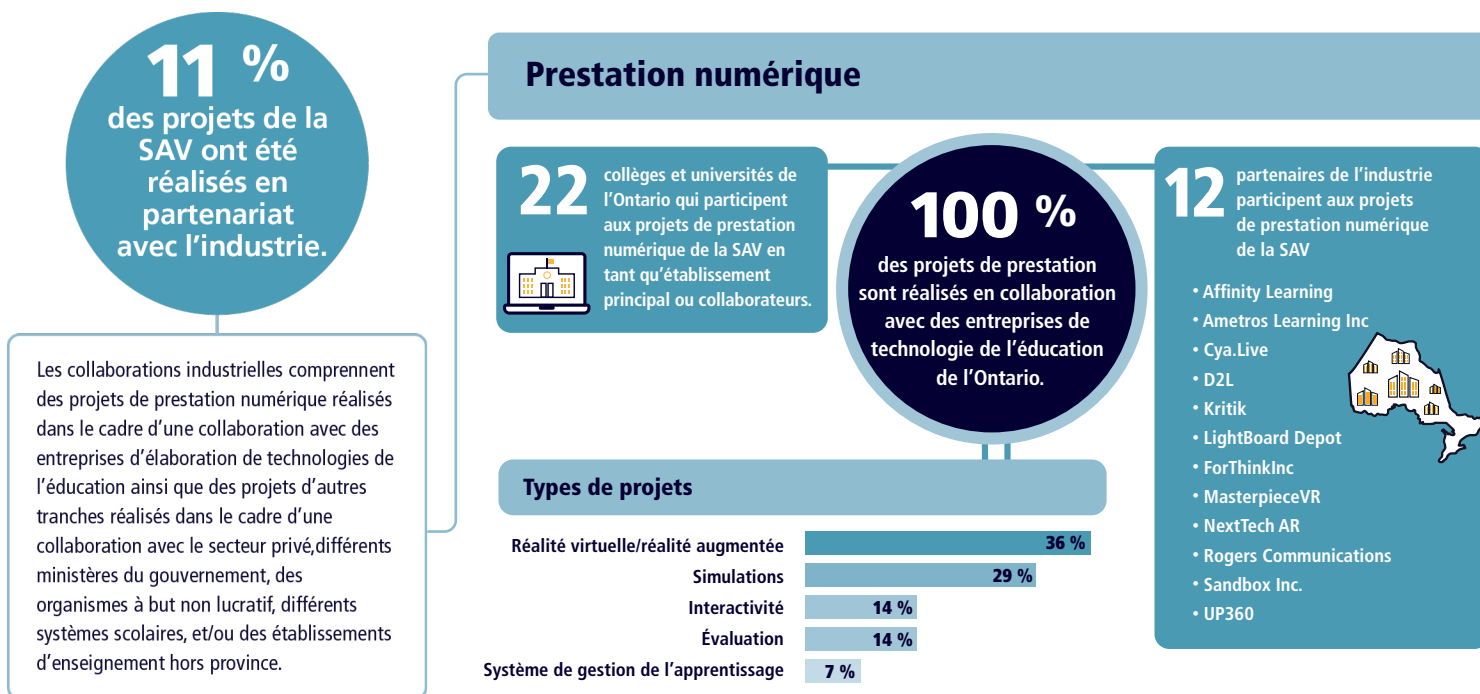 11 %
des projets de la
SAV ont été
réalisés en
partenariat
avec l’industrie.
Les collaborations industrielles comprennent
des projets de prestation numérique réalisés
dans le cadre d’une collaboration avec des
entreprises d’élaboration de technologies de
l’éducation ainsi que des projets d’autres
tranches réalisés dans le cadre d’une
collaboration avec le secteur privé,différents
ministères du gouvernement, des
organismes à but non lucratif, différents
systèmes scolaires, et/ou des établissements
d’enseignement hors province.
Prestation numérique
22
collèges et universités de
l’Ontario qui participent
aux projets de prestation
numérique de la SAV en
tant qu’établissement
principal ou collaborateurs.
100 %
des projets de prestation
sont réalisés en collaboration
avec des entreprises de
technologie de l’éducation
de l’Ontario.
12
partenaires de l’industrie
participent aux projets
de prestation numérique
de la SAV
• Affinity Learning
• Ametros Learning Inc
• Cya.Live
• D2L
• Kritik
• LightBoard Depot
• ForThinkInc
• MasterpieceVR
• NextTech AR
• Rogers Communications
• Sandbox Inc.
• UP360
Types de projets
Réalité virtuelle/réalité augmentée 36 %
Simulations 29 %
Interactivité 14 %
Évaluation 14 %
Système de gestion de l’apprentissage 7 %